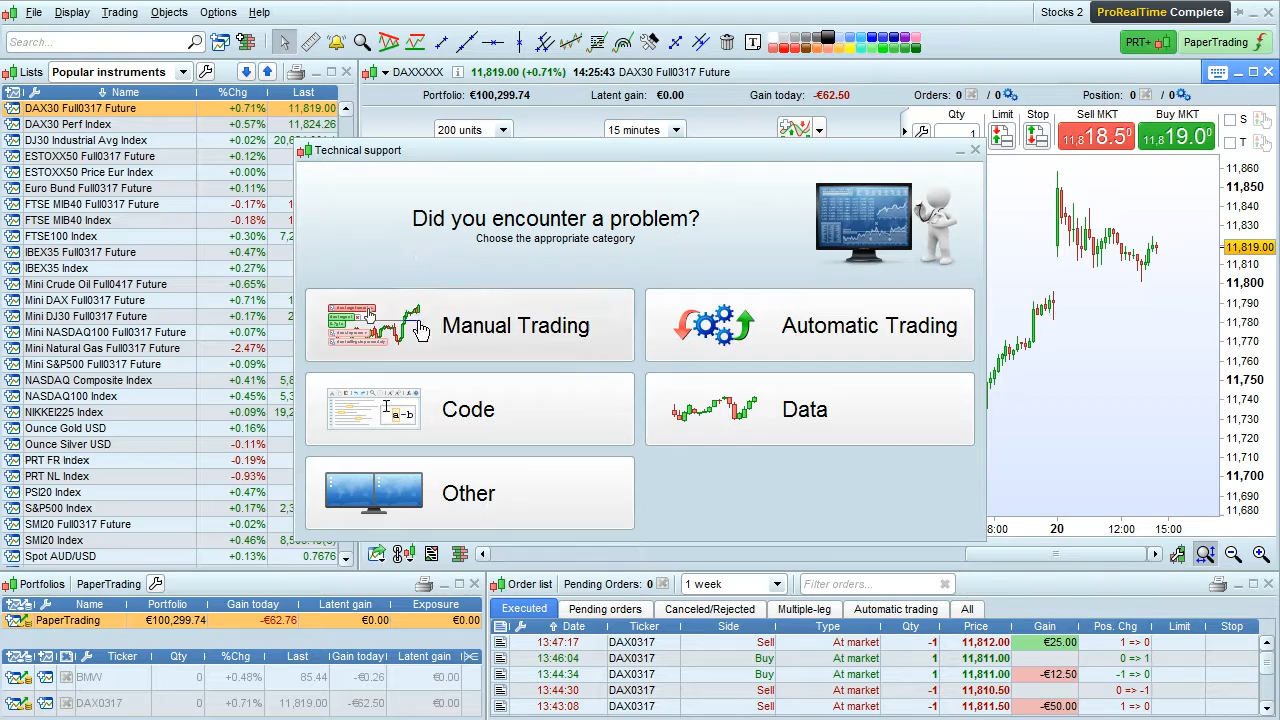 File Display Trading Objects Options Help Stocks 2 ProRealTime Complete
Search... PRT+ PaperTrading
Lists Popular instruments DAXXXXX 11,819.00 (+0.71%) 14:25:43 DAX30 Full0317 Future
Name %Chg Last Portfolio: €100,299.74 Latent gain: €0.00 Gain today: -€62.50 Orders: 0 / 0 Position: 0 / 0
DAX30 Full0317 Future +0.71% 11,819.00
DAX30 Perf Index +0.57% 11,824.26
DJ30 Industrial Avg Index +0.02%
ESTOXX50 Full0317 Future +0.12%
ESTOXX50 Price Eur Index +0.00%
Euro Bund Full0317 Future +0.08%
FTSE MIB40 Full0317 Future -0.17%
FTSE MIB40 Index -0.18%
FTSE100 Index +0.30%
IBEX35 Full0317 Future +0.47%
IBEX35 Index +0.27%
Mini Crude Oil Full0417 Future +0.65%
Mini DAX Full0317 Future +0.71%
Mini DJ30 Full0317 Future +0.17%
Mini NASDAQ100 Full0317 Future +0.32%
Mini Natural Gas Full0317 Future -2.47%
Mini S&P500 Full0317 Future +0.09%
NASDAQ Composite Index +0.41%
NASDAQ100 Index +0.45%
NIKKEI225 Index +0.09%
Ounce Gold USD +0.16%
Ounce Silver USD -0.11%
PRT FR Index -0.19%
PRT NL Index -0.93%
PSI20 Index +0.47%
S&P500 Index +0.17%
SMI20 Full0317 Future +0.02%
SMI20 Index +0.06%
Spot AUD/USD +0.13% 0.7676
200 units 15 minutes
Qty Limit Stop Sell MKT Buy MKT S
1 11,8 18.5 0 11,8 19.0 0 T
Technical support
Did you encounter a problem?
Choose the appropriate category
Manual Trading Automatic Trading
Code Data
Other
11,860
11,850
11,840
11,830
11,819.00
11,810
11,800
11,790
11,780
11,770
11,760
11,750
11,740
11,730
11,720
11,710
11,700
11,690
11,680
20 12:00 15:00
Portfolios PaperTrading
Name Portfolio Gain today Latent gain Exposure
PaperTrading €100,299.74 -€62.76 €0.00 €0.00
Ticker Qty %Chg Last Gain today Latent gain
BMW 0 +0.48% 85.44 -€0.26 €0.00
DAX0317 0 +0.71% 11,819.00 -€62.50 €0.00
Order list Pending Orders: 0 1 week Filter orders...
Executed Pending orders Canceled/Rejected Multiple-leg Automatic trading All
Date Ticker Side Type Qty Price Gain Pos. Chg Limit Stop
13:47:17 DAX0317 Sell At market -1 11,812.00 €25.00 1 => 0
13:46:04 DAX0317 Buy At market 1 11,811.00 0 => 1
13:44:34 DAX0317 Buy At market 1 11,811.00 -€12.50 -1 => 0
13:44:30 DAX0317 Sell At market -1 11,810.50 0 => -1
13:43:08 DAX0317 Sell At market -1 11,811.50 -€50.00 1 => 0